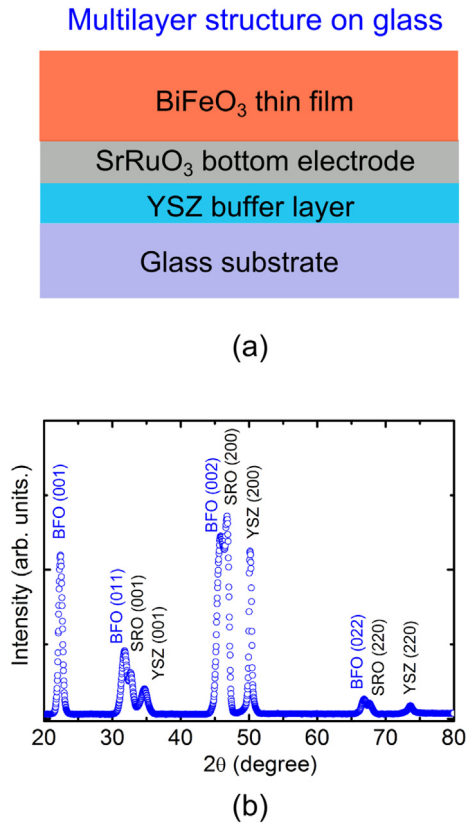 Multilayer structure on glass
BiFeO₃ thin film
SrRuO₃ bottom electrode
YSZ buffer layer
Glass substrate
(a)
Intensity (arb. units.)
BFO (001)
BFO (011)
SRO (001)
YSZ (001)
BFO (002)
SRO (200)
YSZ (200)
BFO (022)
SRO (220)
YSZ (220)
20 30 40 50 60 70 80
2θ (degree)
(b)